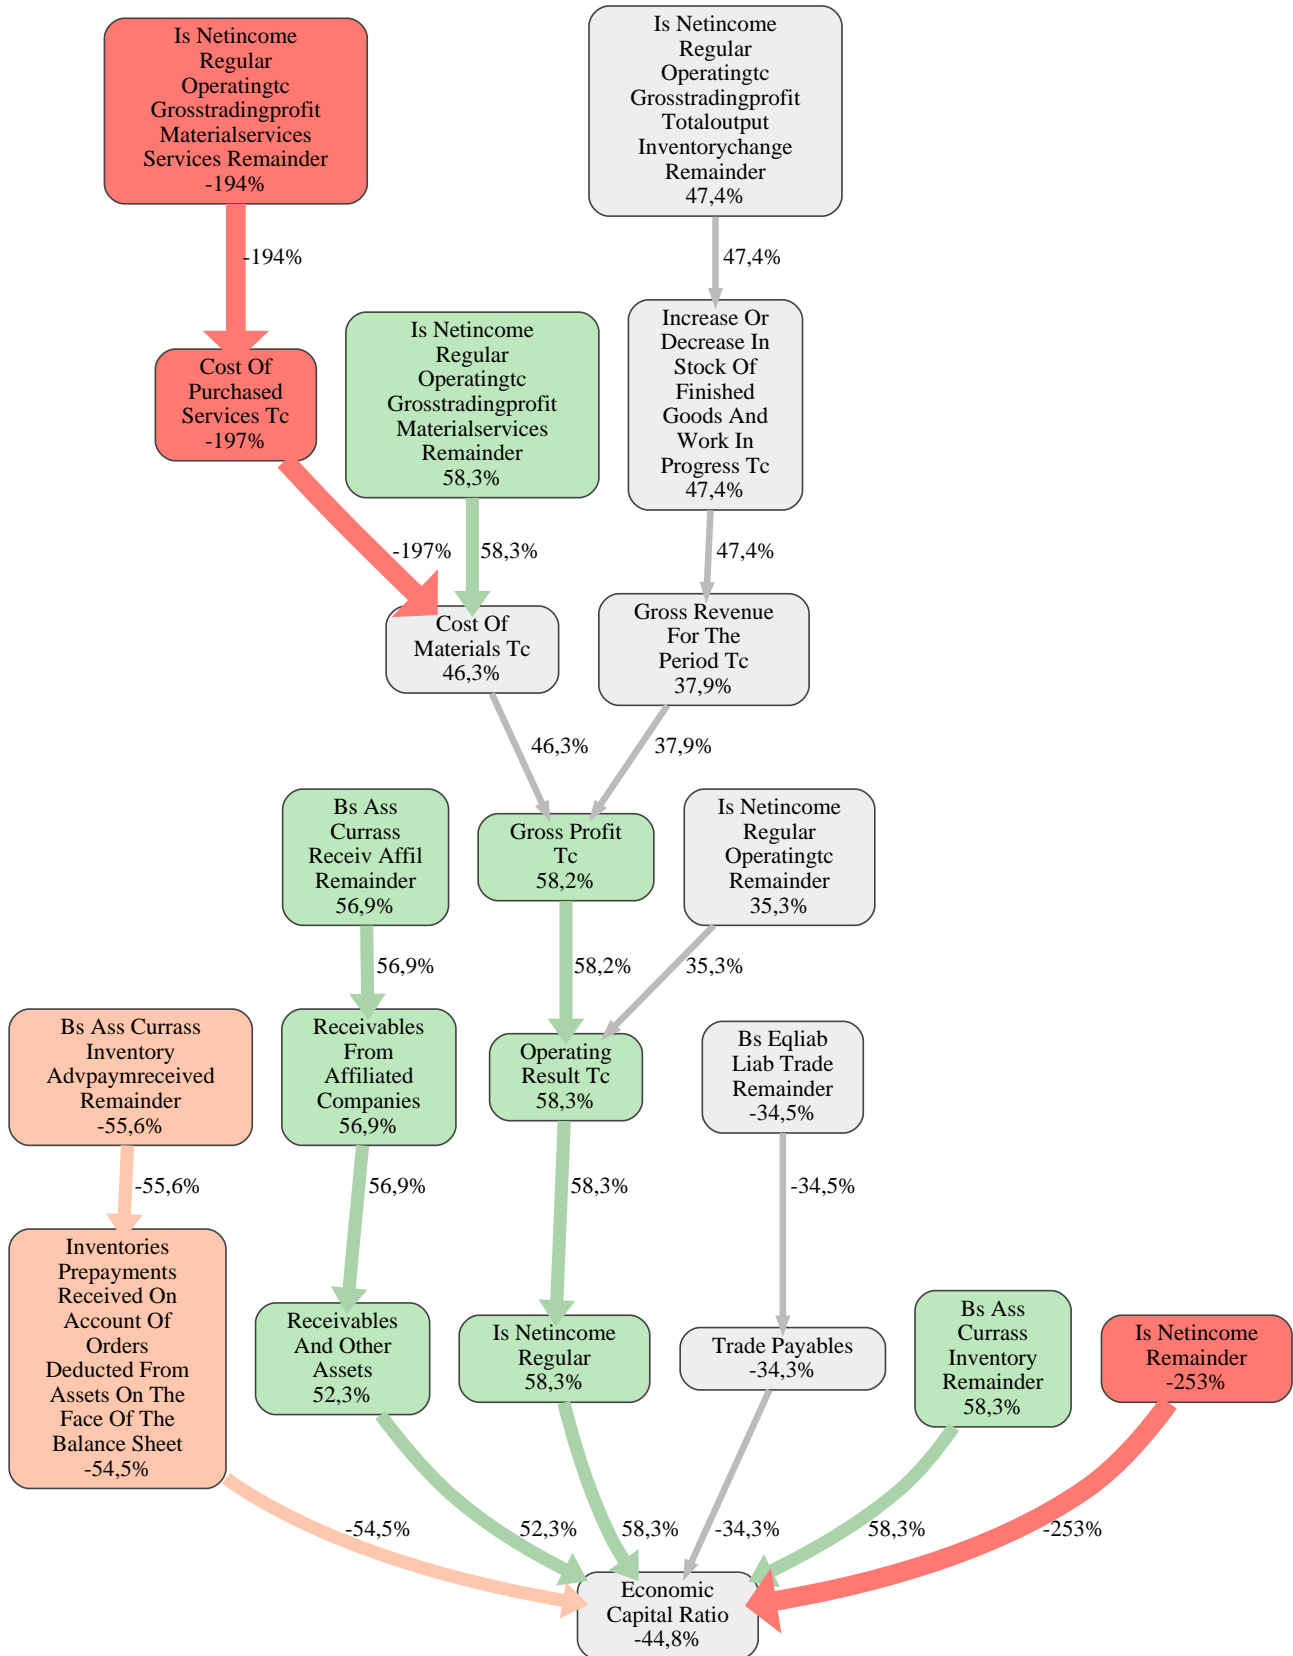 Is Netincome
Regular
Operatingtc
Grosstradingprofit
Materialservices
Services Remainder
-194%
Is Netincome
Regular
Operatingtc
Grosstradingprofit
Totaloutput
Inventorychange
Remainder
47,4%
-194%
47,4%
Cost Of
Purchased
Services Tc
-197%
Is Netincome
Regular
Operatingtc
Grosstradingprofit
Materialservices
Remainder
58,3%
Increase Or
Decrease In
Stock Of
Finished
Goods And
Work In
Progress Tc
47,4%
-197%
58,3%
47,4%
Cost Of
Materials Tc
46,3%
Gross Revenue
For The
Period Tc
37,9%
46,3%
37,9%
Bs Ass
Currass
Receiv Affil
Remainder
56,9%
Gross Profit
Tc
58,2%
Is Netincome
Regular
Operatingtc
Remainder
35,3%
56,9%
58,2%
35,3%
Bs Ass Currass
Inventory
Advpaymreceived
Remainder
-55,6%
Receivables
From
Affiliated
Companies
56,9%
Operating
Result Tc
58,3%
Bs Eqliab
Liab Trade
Remainder
-34,5%
-55,6%
56,9%
58,3%
-34,5%
Inventories
Prepayments
Received On
Account Of
Orders
Deducted From
Assets On The
Face Of The
Balance Sheet
-54,5%
Receivables
And Other
Assets
52,3%
Is Netincome
Regular
58,3%
Trade Payables
-34,3%
Bs Ass
Currass
Inventory
Remainder
58,3%
Is Netincome
Remainder
-253%
-54,5%
52,3%
58,3%
-34,3%
58,3%
-253%
Economic
Capital Ratio
-44,8%